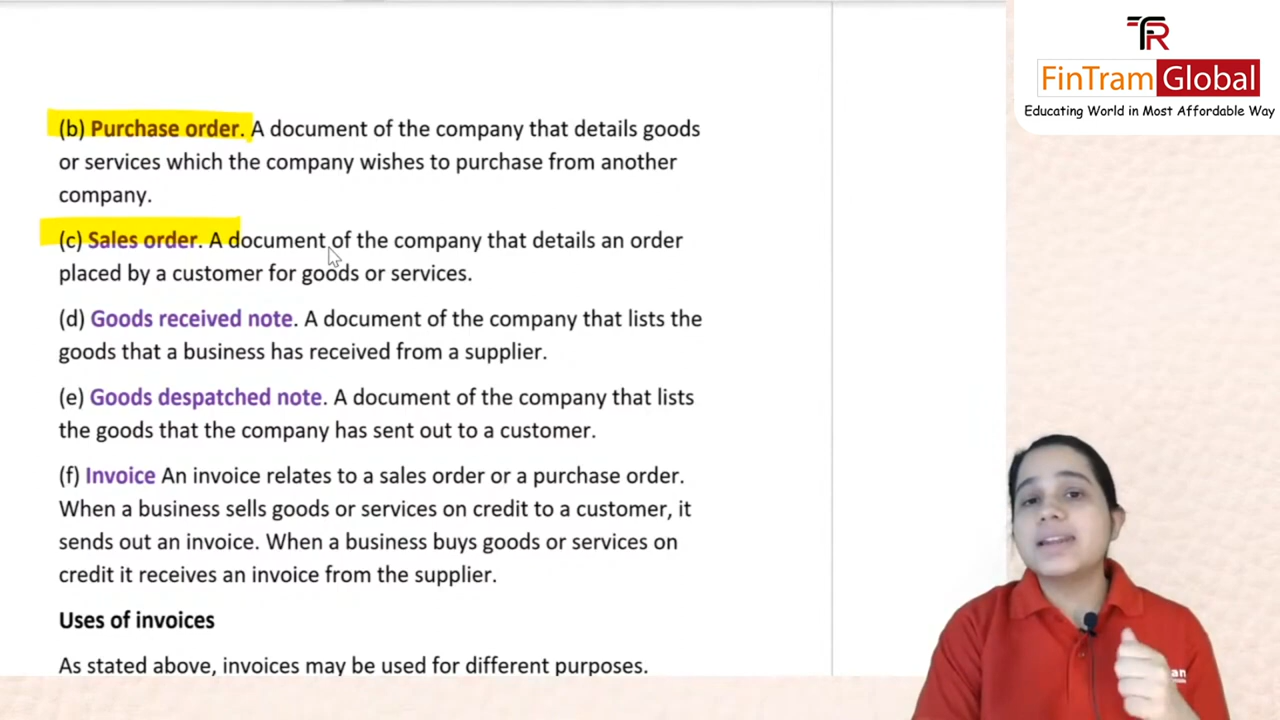 TR
FinTram Global
Educating World in Most Affordable Way
(b) Purchase order. A document of the company that details goods
or services which the company wishes to purchase from another
company.
(c) Sales order. A document of the company that details an order
placed by a customer for goods or services.
(d) Goods received note. A document of the company that lists the
goods that a business has received from a supplier.
(e) Goods despatched note. A document of the company that lists
the goods that the company has sent out to a customer.
(f) Invoice An invoice relates to a sales order or a purchase order.
When a business sells goods or services on credit to a customer, it
sends out an invoice. When a business buys goods or services on
credit it receives an invoice from the supplier.
Uses of invoices
As stated above, invoices may be used for different purposes.